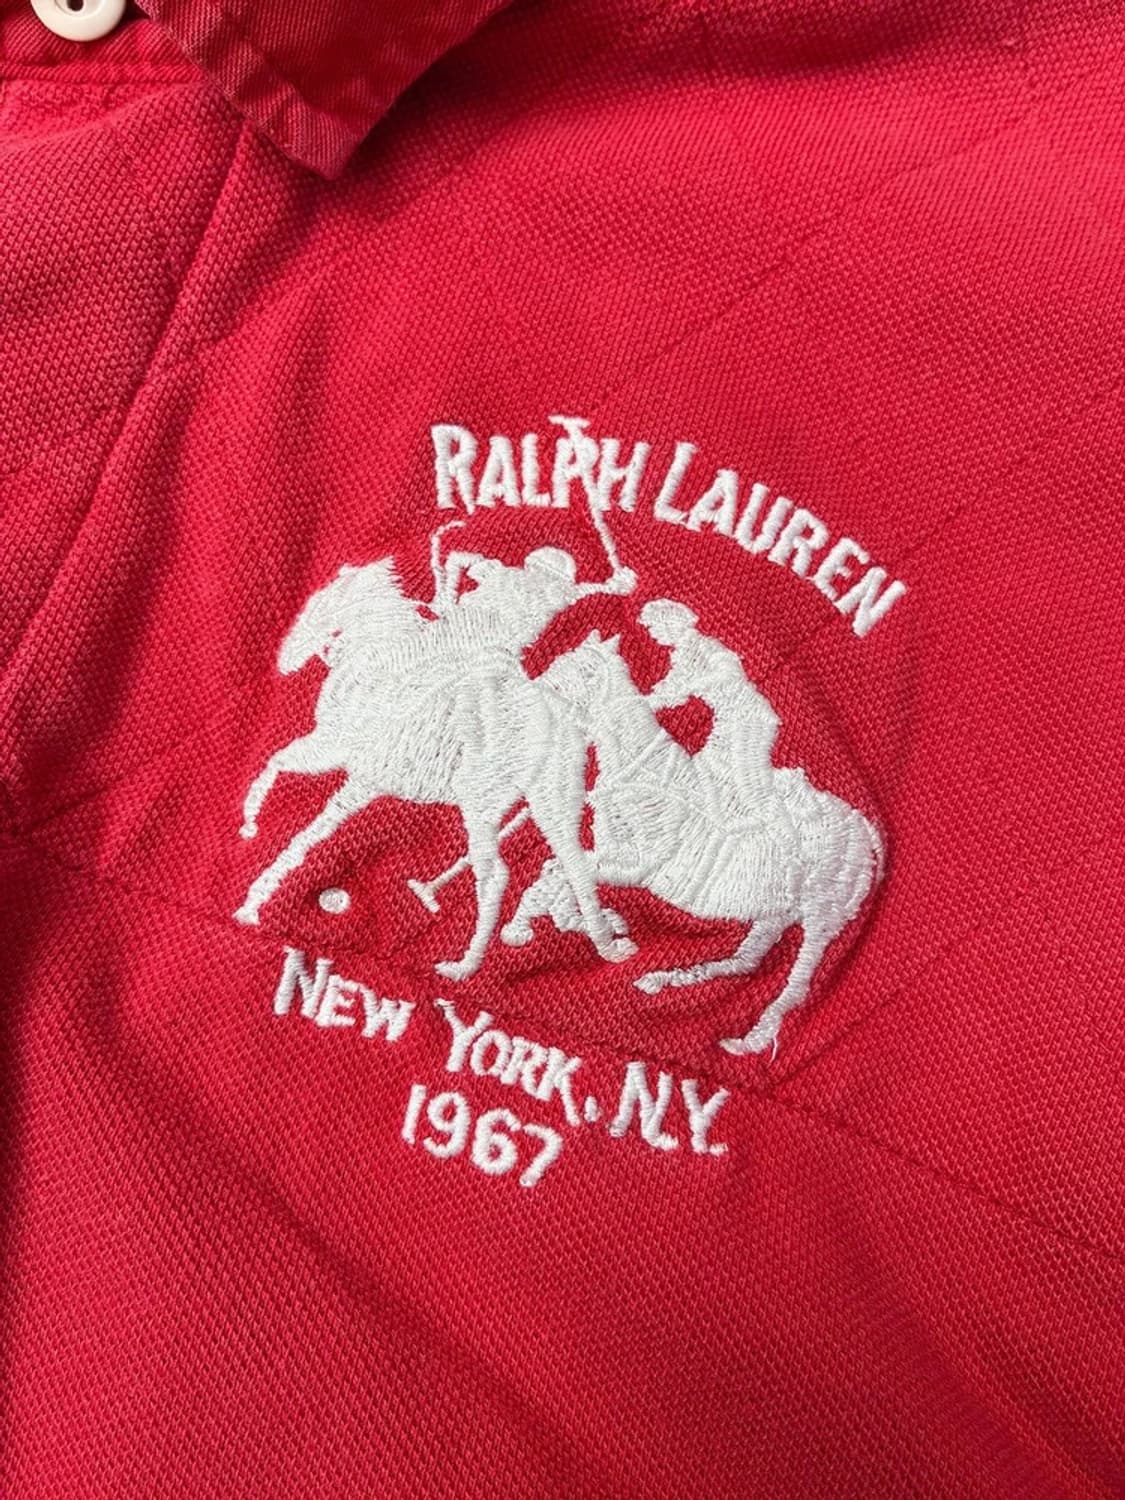 RALPH LAUREN
NEW YORK, N.Y.
1967